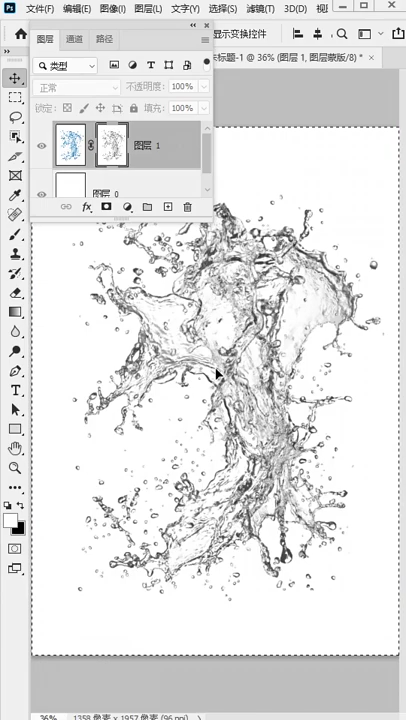 Ps 文件(F) 编辑(E) 图像(I) 图层(L) 文字(Y) 选择(S) 滤镜(T) 3D(D)
显示变换控件
未标题-1 @ 36% (图层 1, 图层蒙版/8) *
图层 通道 路径
类型
正常 不透明度: 100%
锁定: 填充: 100%
图层 1
图层 0
fx
T
36% 1358 像素 x 1957 像素 (96 ppi)